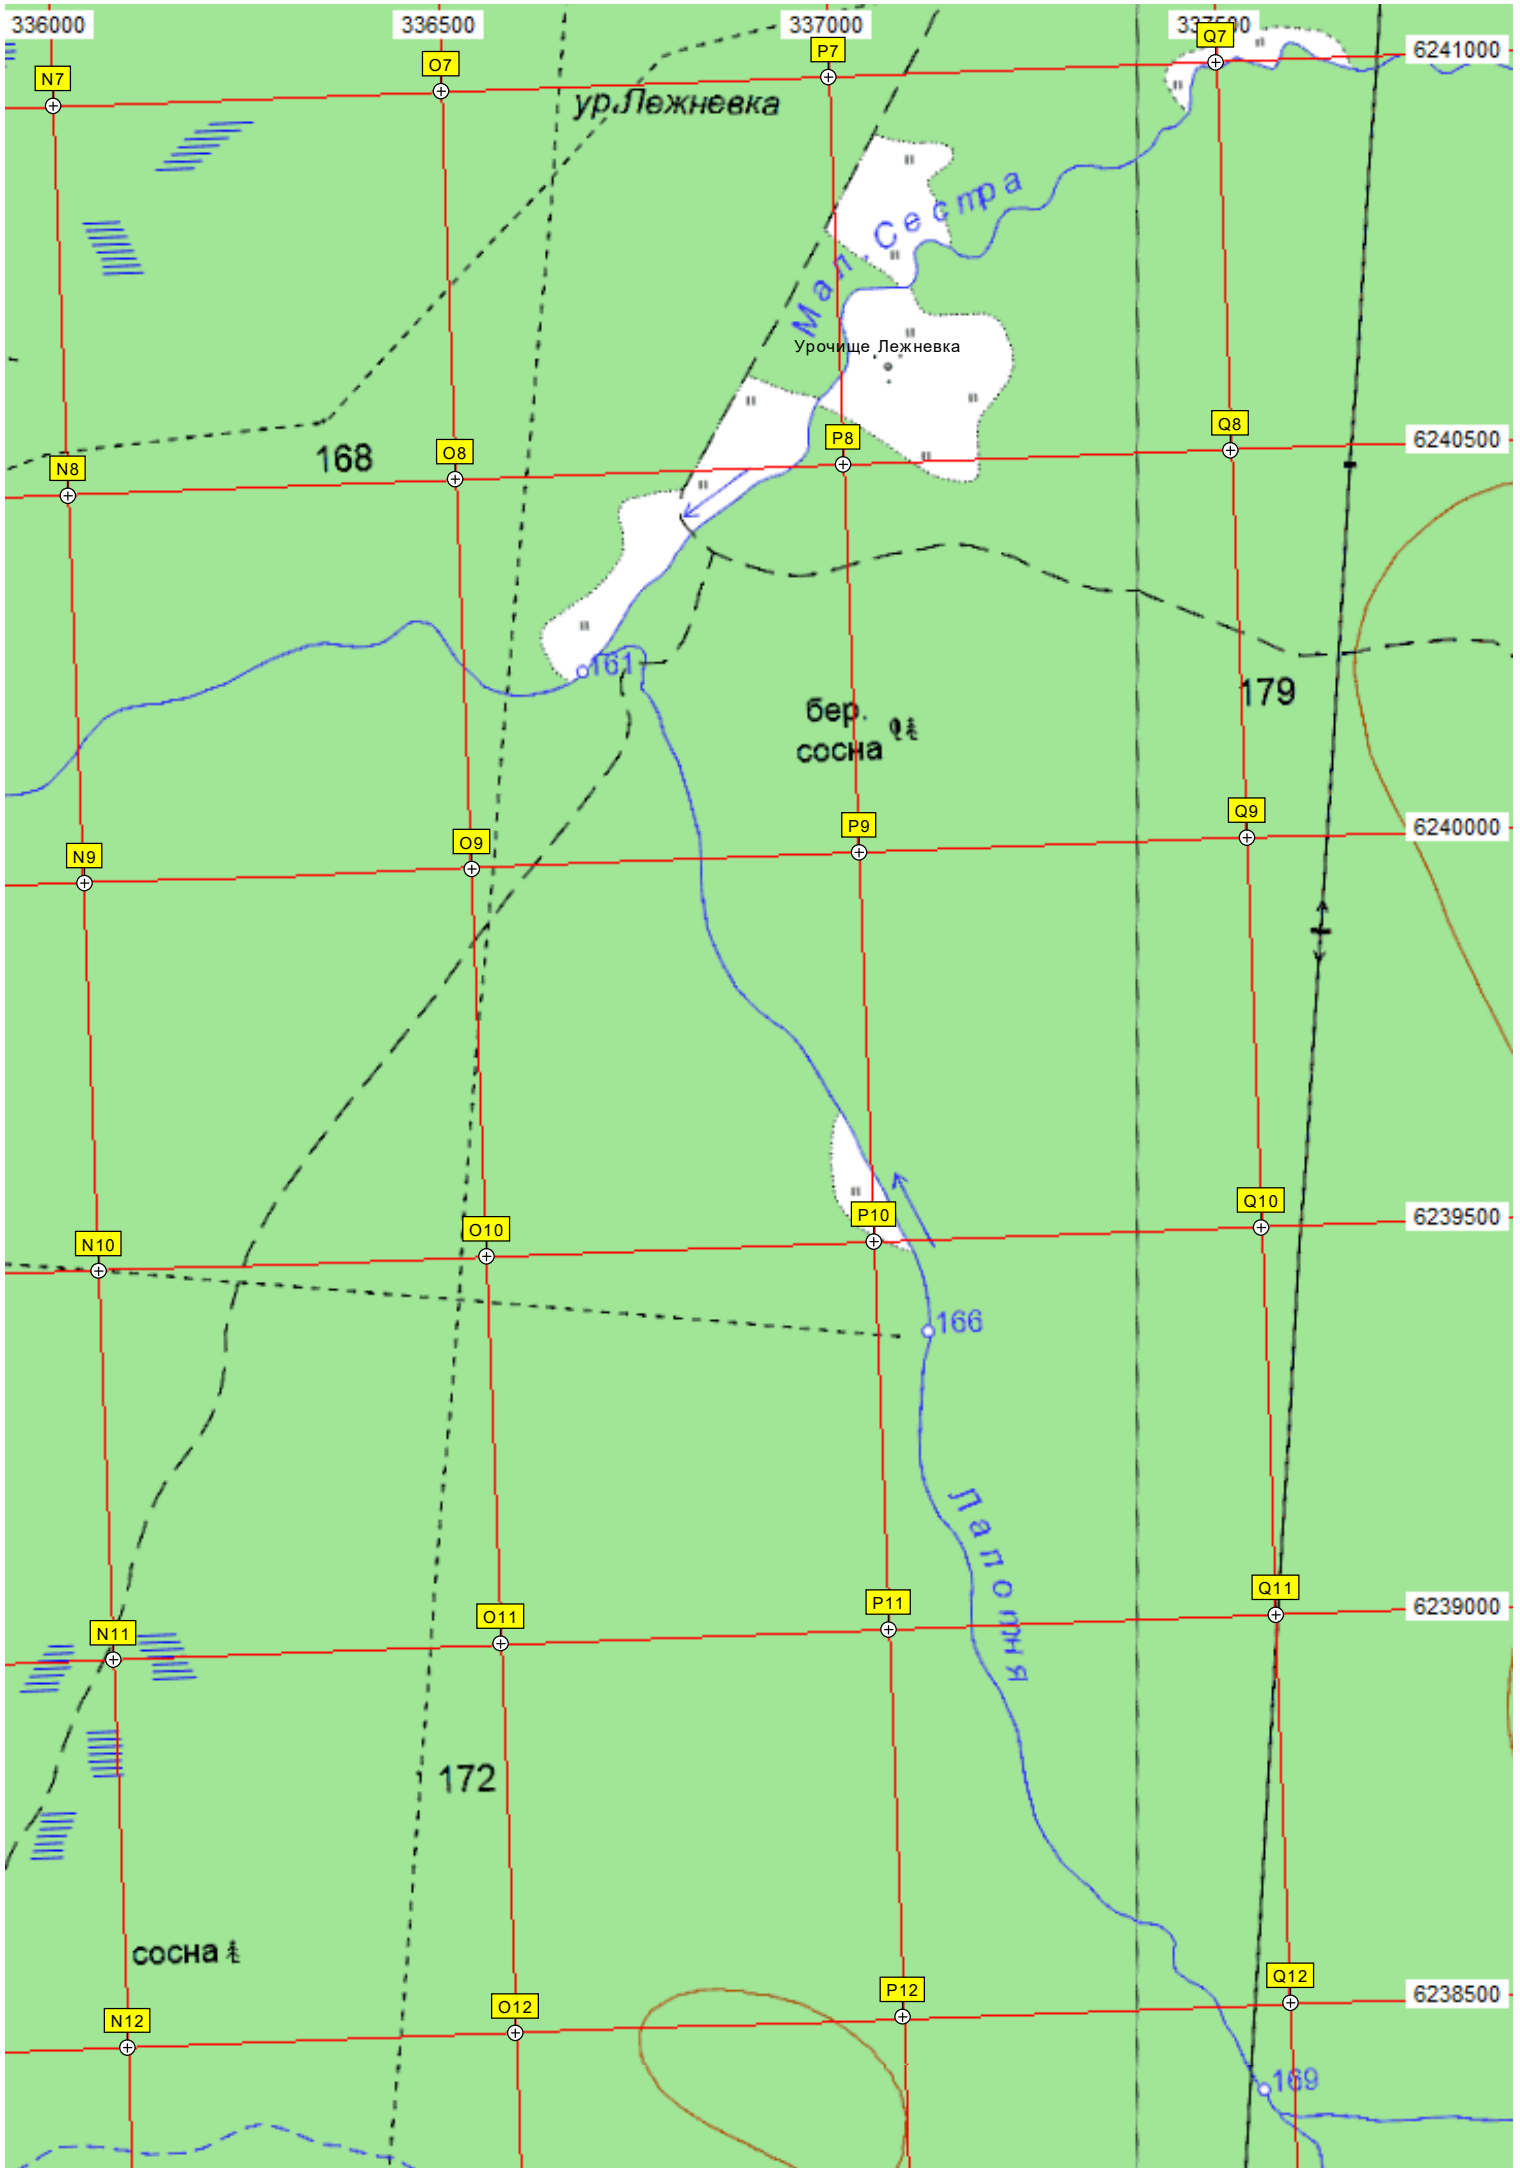 336000
336500
337000
337500
6241000
Q7
P7
O7
N7
ур.Лежневка
Мал. Сестра
Урочище Лежневка
6240500
Q8
P8
O8
N8
168
161
179
бер.
сосна
6240000
Q9
P9
O9
N9
6239500
Q10
P10
O10
N10
166
Лапотня
6239000
Q11
P11
O11
N11
172
сосна
6238500
Q12
P12
O12
N12
169